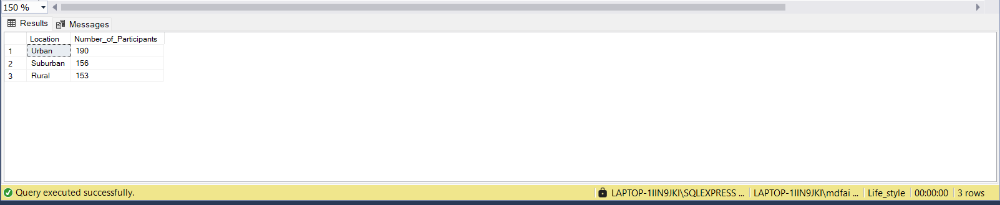 150 %
Results Messages
Location Number_of_Participants
1 Urban 190
2 Suburban 156
3 Rural 153
Query executed successfully. LAPTOP-1IIN9JKI\SQLEXPRESS ... LAPTOP-1IIN9JKI\mdfai ... Life_style 00:00:00 3 rows